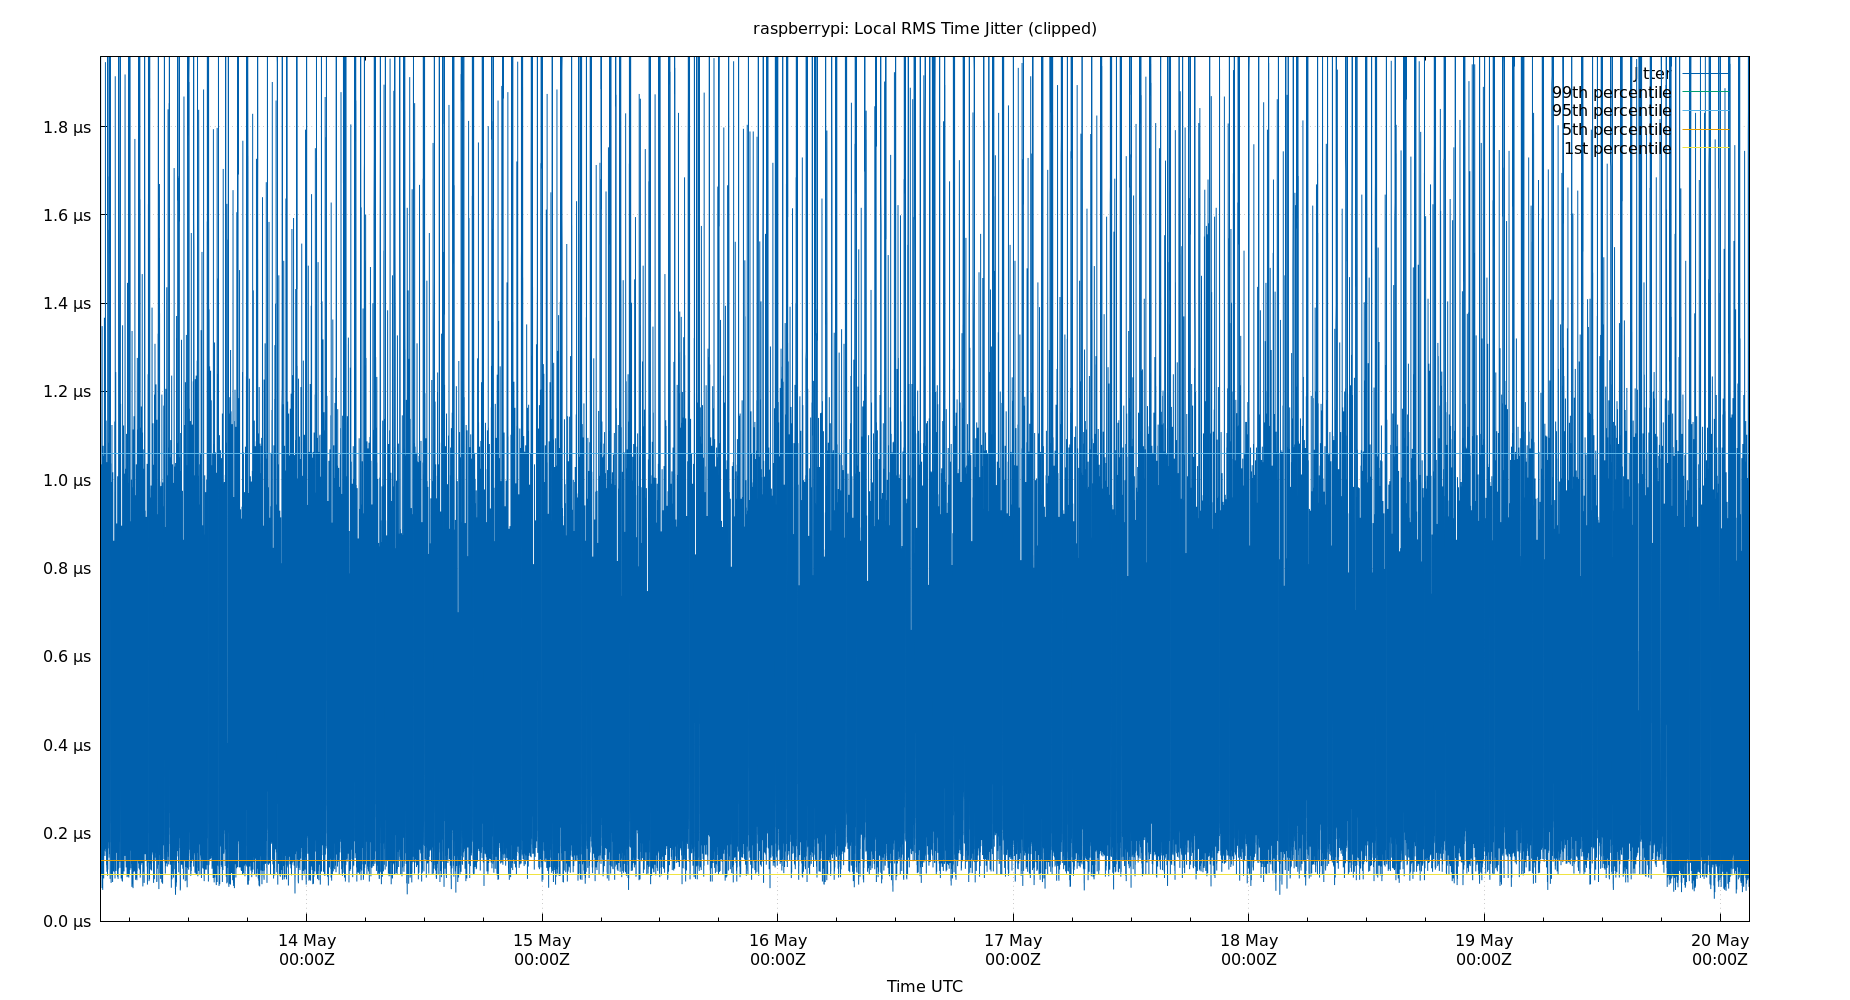 raspberrypi: Local RMS Time Jitter (clipped)
jitter
99th percentile
95th percentile
5th percentile
1st percentile
1.8 μs
1.6 μs
1.4 μs
1.2 μs
1.0 μs
0.8 μs
0.6 μs
0.4 μs
0.2 μs
0.0 μs
14 May 15 May 16 May 17 May 18 May 19 May 20 May
00:00Z 00:00Z 00:00Z 00:00Z 00:00Z 00:00Z 00:00Z
Time UTC